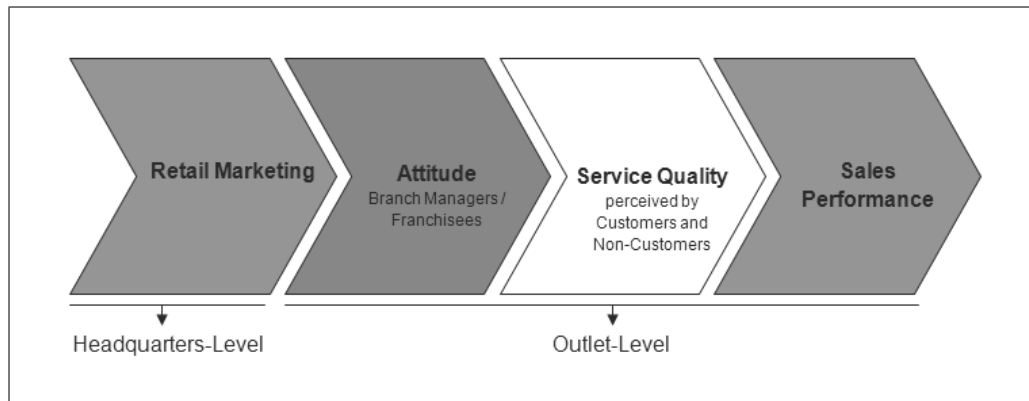 Retail Marketing
Attitude
Branch Managers /
Franchisees
Service Quality
perceived by
Customers and
Non-Customers
Sales
Performance
Headquarters-Level
Outlet-Level